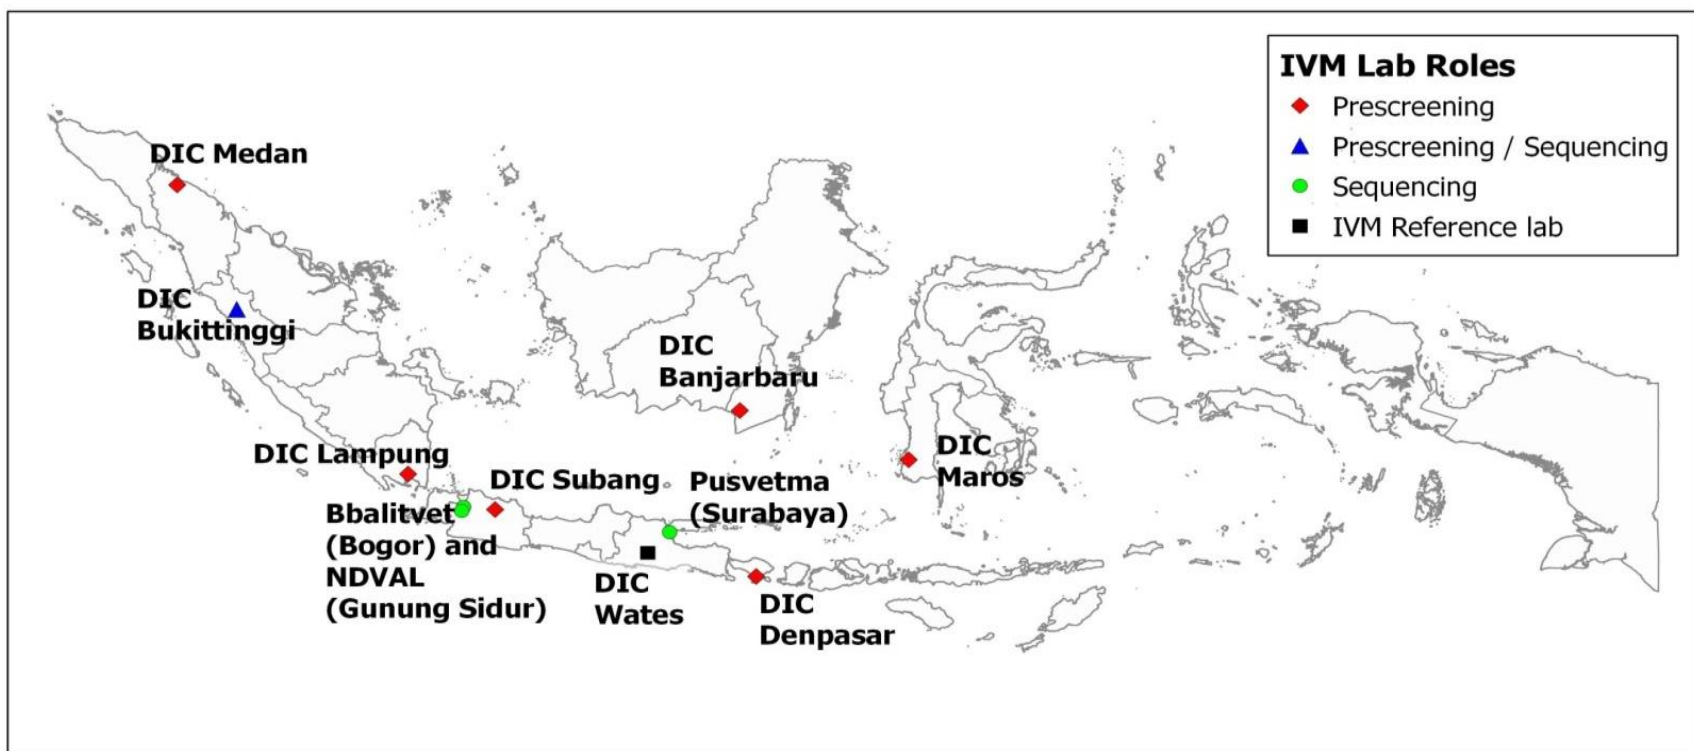 IVM Lab Roles
Prescreening
Prescreening / Sequencing
Sequencing
IVM Reference lab
DIC Medan
DIC
Bukittinggi
DIC
Banjarbaru
DIC Lampung
DIC Subang
DIC
Maros
Pusvetma
(Surabaya)
Bbalitvet
(Bogor) and
NDVAL
(Gunung Sidur)
DIC
Wates
DIC
Denpasar